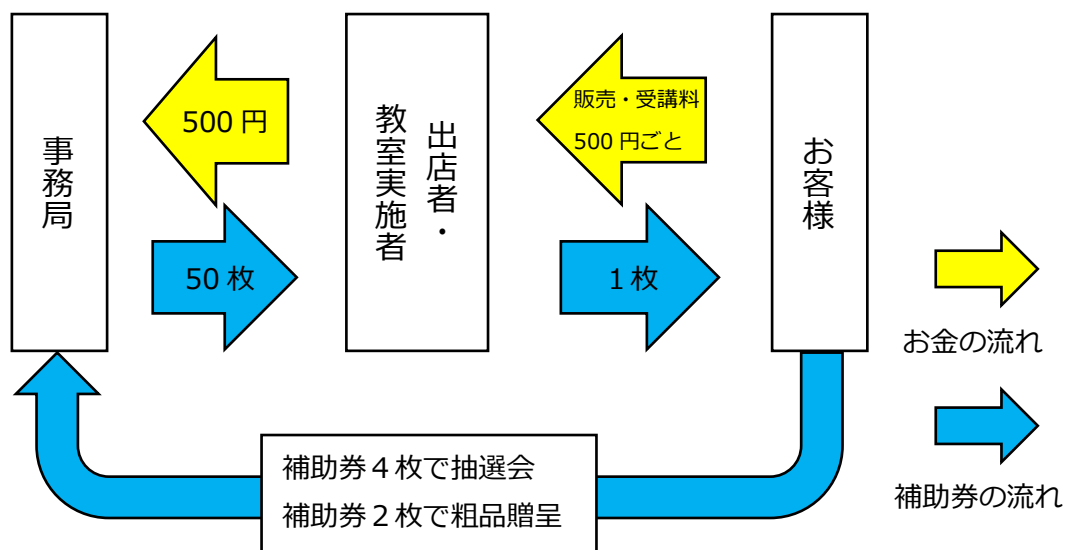 事務局
500円
50枚
出店者・
教室実施者
販売・受講料
500円ごと
1枚
お客様
お金の流れ
補助券の流れ
補助券4枚で抽選会
補助券2枚で粗品贈呈